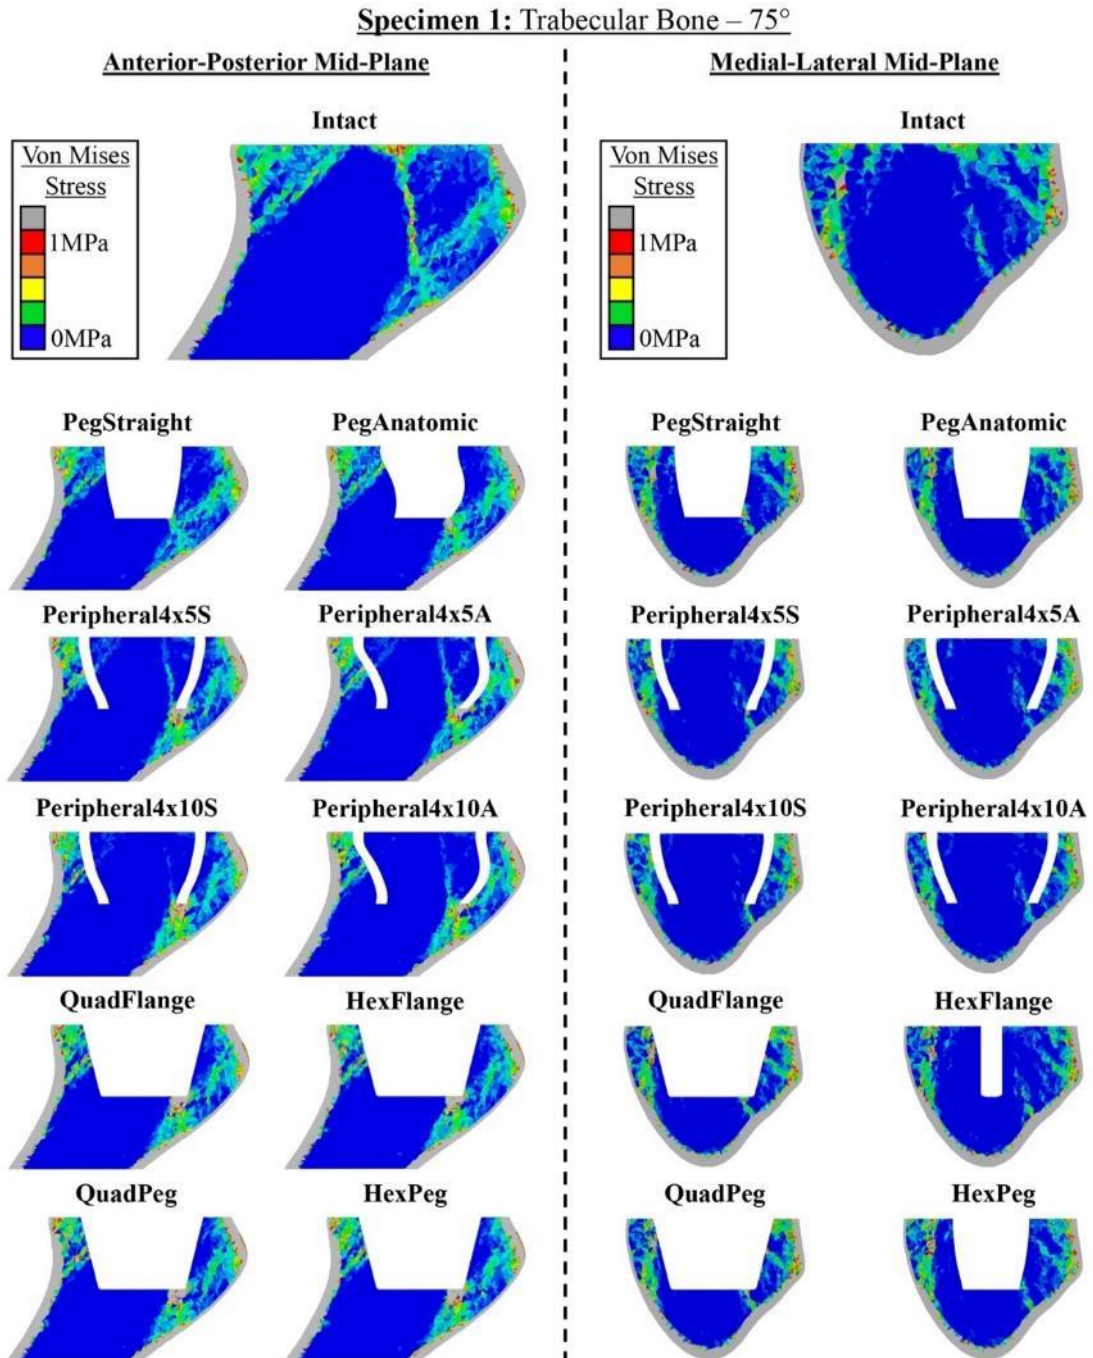 Specimen 1: Trabecular Bone – 75°
Anterior-Posterior Mid-Plane
Intact
Von Mises
Stress
1MPa
0MPa
PegStraight PegAnatomic
Peripheral4x5S Peripheral4x5A
Peripheral4x10S Peripheral4x10A
QuadFlange HexFlange
QuadPeg HexPeg
Medial-Lateral Mid-Plane
Intact
Von Mises
Stress
1MPa
0MPa
PegStraight PegAnatomic
Peripheral4x5S Peripheral4x5A
Peripheral4x10S Peripheral4x10A
QuadFlange HexFlange
QuadPeg HexPeg